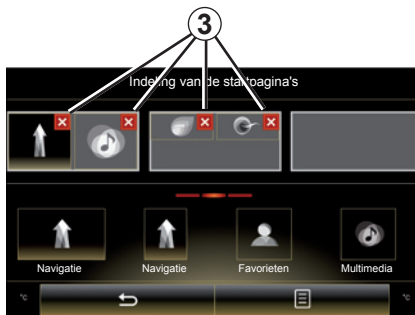 3
Indeling van de startpagina's
Navigatie Navigatie Favorieten Multimedia
°C °C